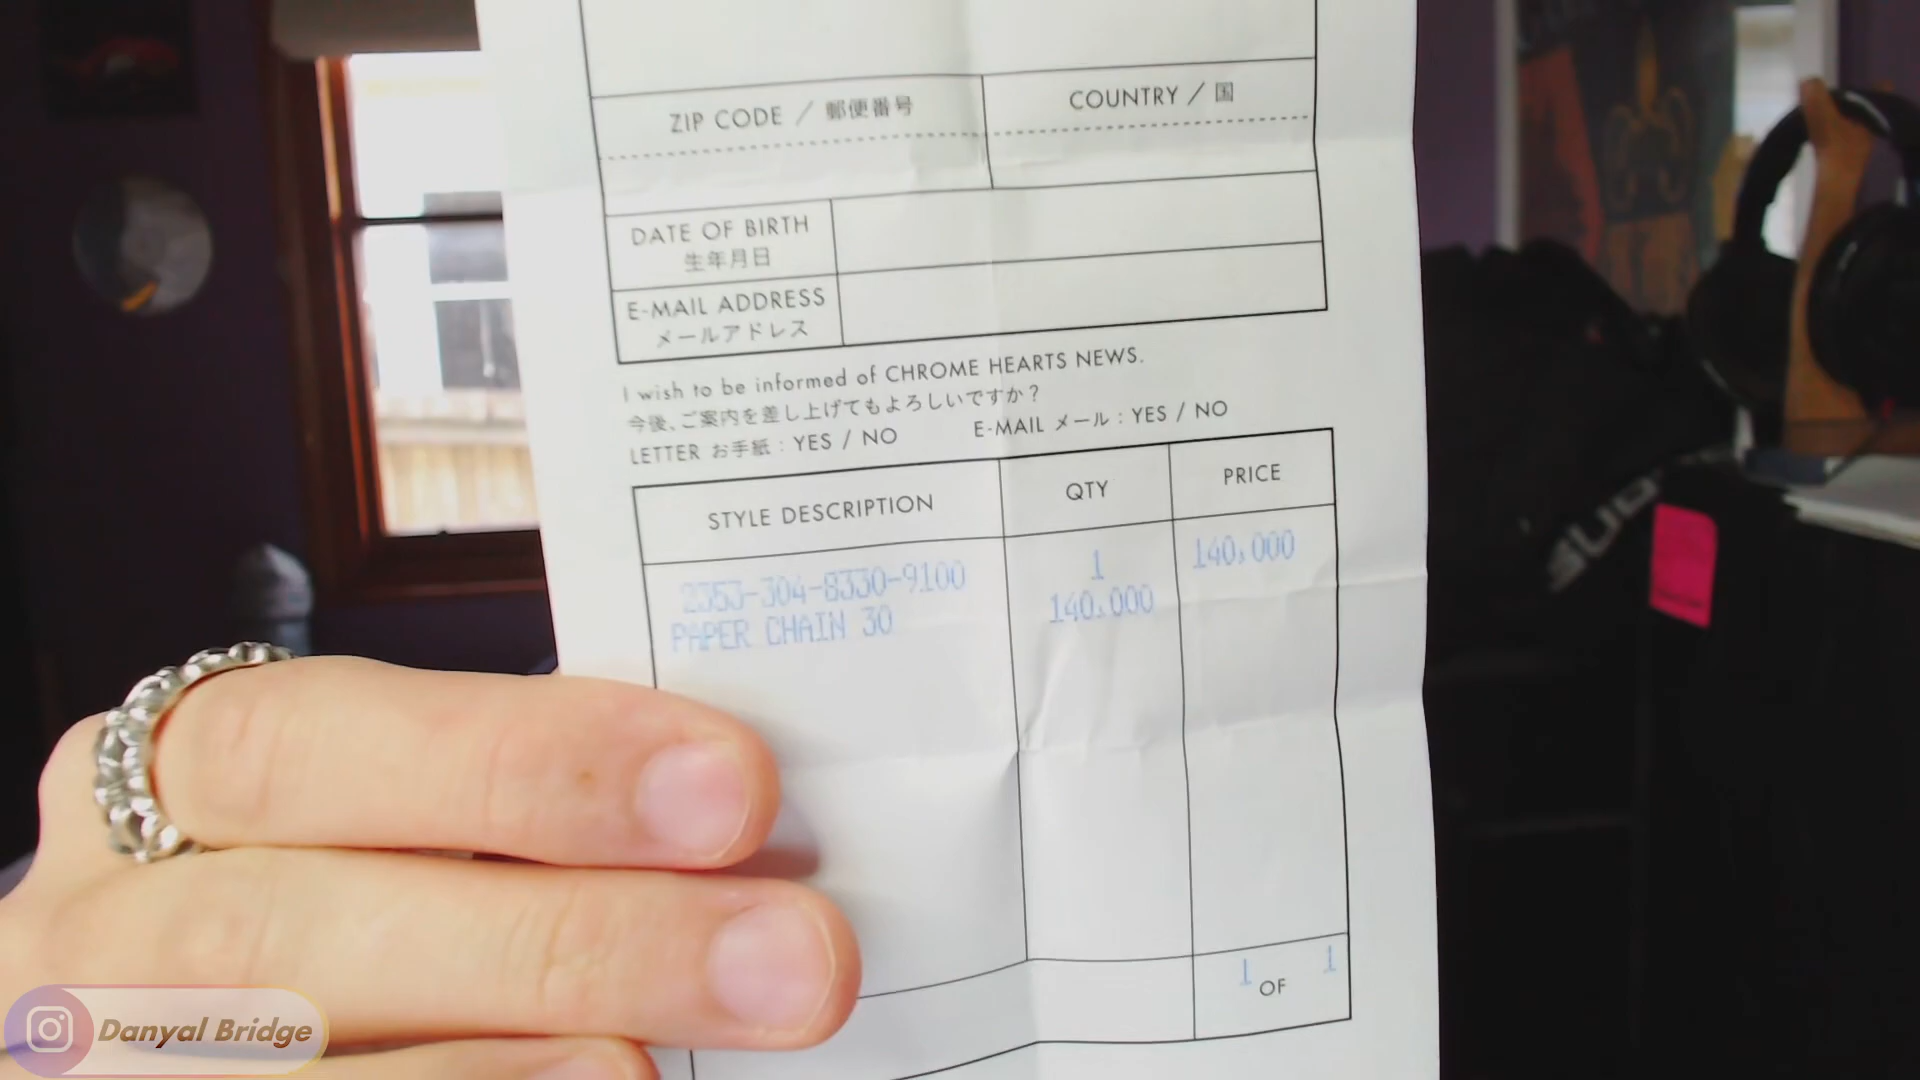 ZIP CODE / 郵便番号
COUNTRY / 国
DATE OF BIRTH
生年月日
E-MAIL ADDRESS
メールアドレス
I wish to be informed of CHROME HEARTS NEWS.
今後、ご案内を差し上げてもよろしいですか？
LETTER お手紙 : YES / NO E-MAIL メール : YES / NO
STYLE DESCRIPTION QTY PRICE
2353-304-8330-9100 1 140,000
PAPER CHAIN 30 140,000
1 OF 1
Danyal Bridge